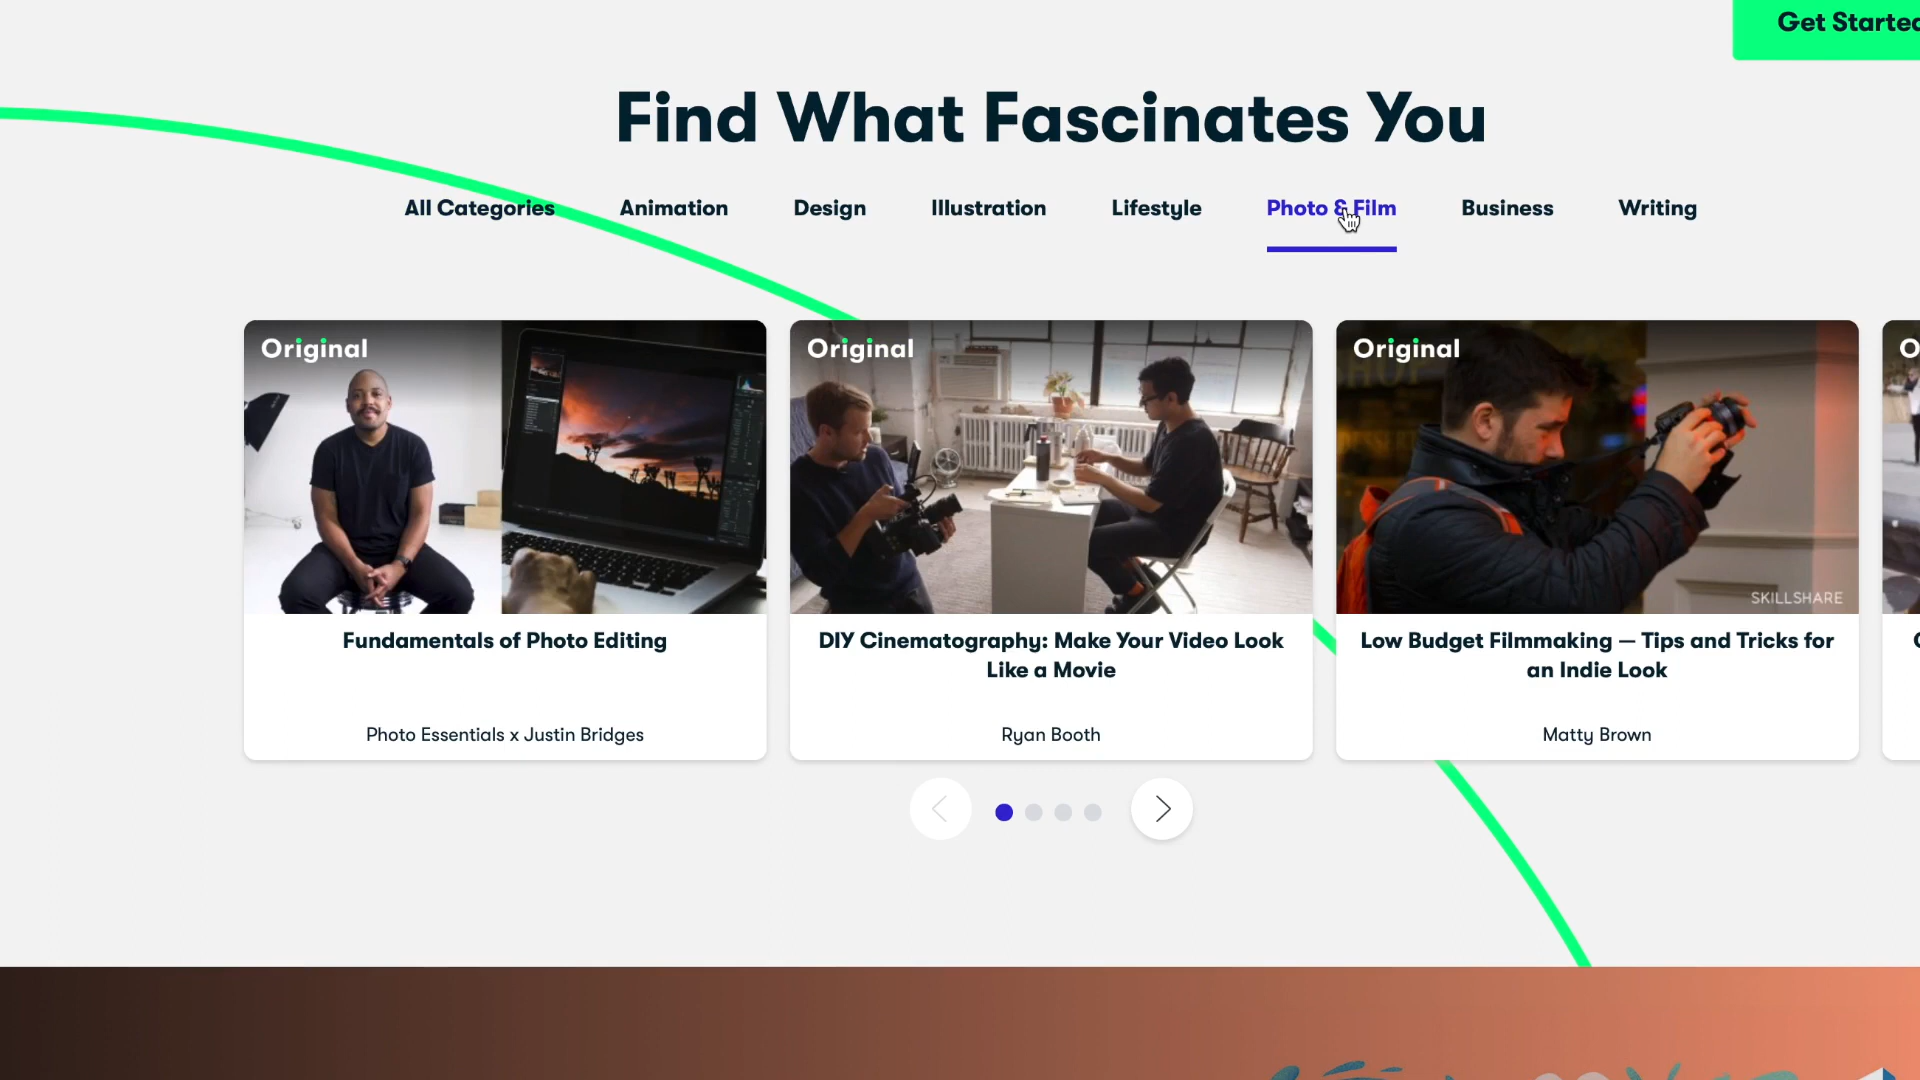 Get Started
Find What Fascinates You
All Categories Animation Design Illustration Lifestyle Photo & Film Business Writing
Original Original Original
SKILLSHARE
Fundamentals of Photo Editing
DIY Cinematography: Make Your Video Look
Like a Movie
Low Budget Filmmaking — Tips and Tricks for
an Indie Look
Photo Essentials x Justin Bridges
Ryan Booth
Matty Brown